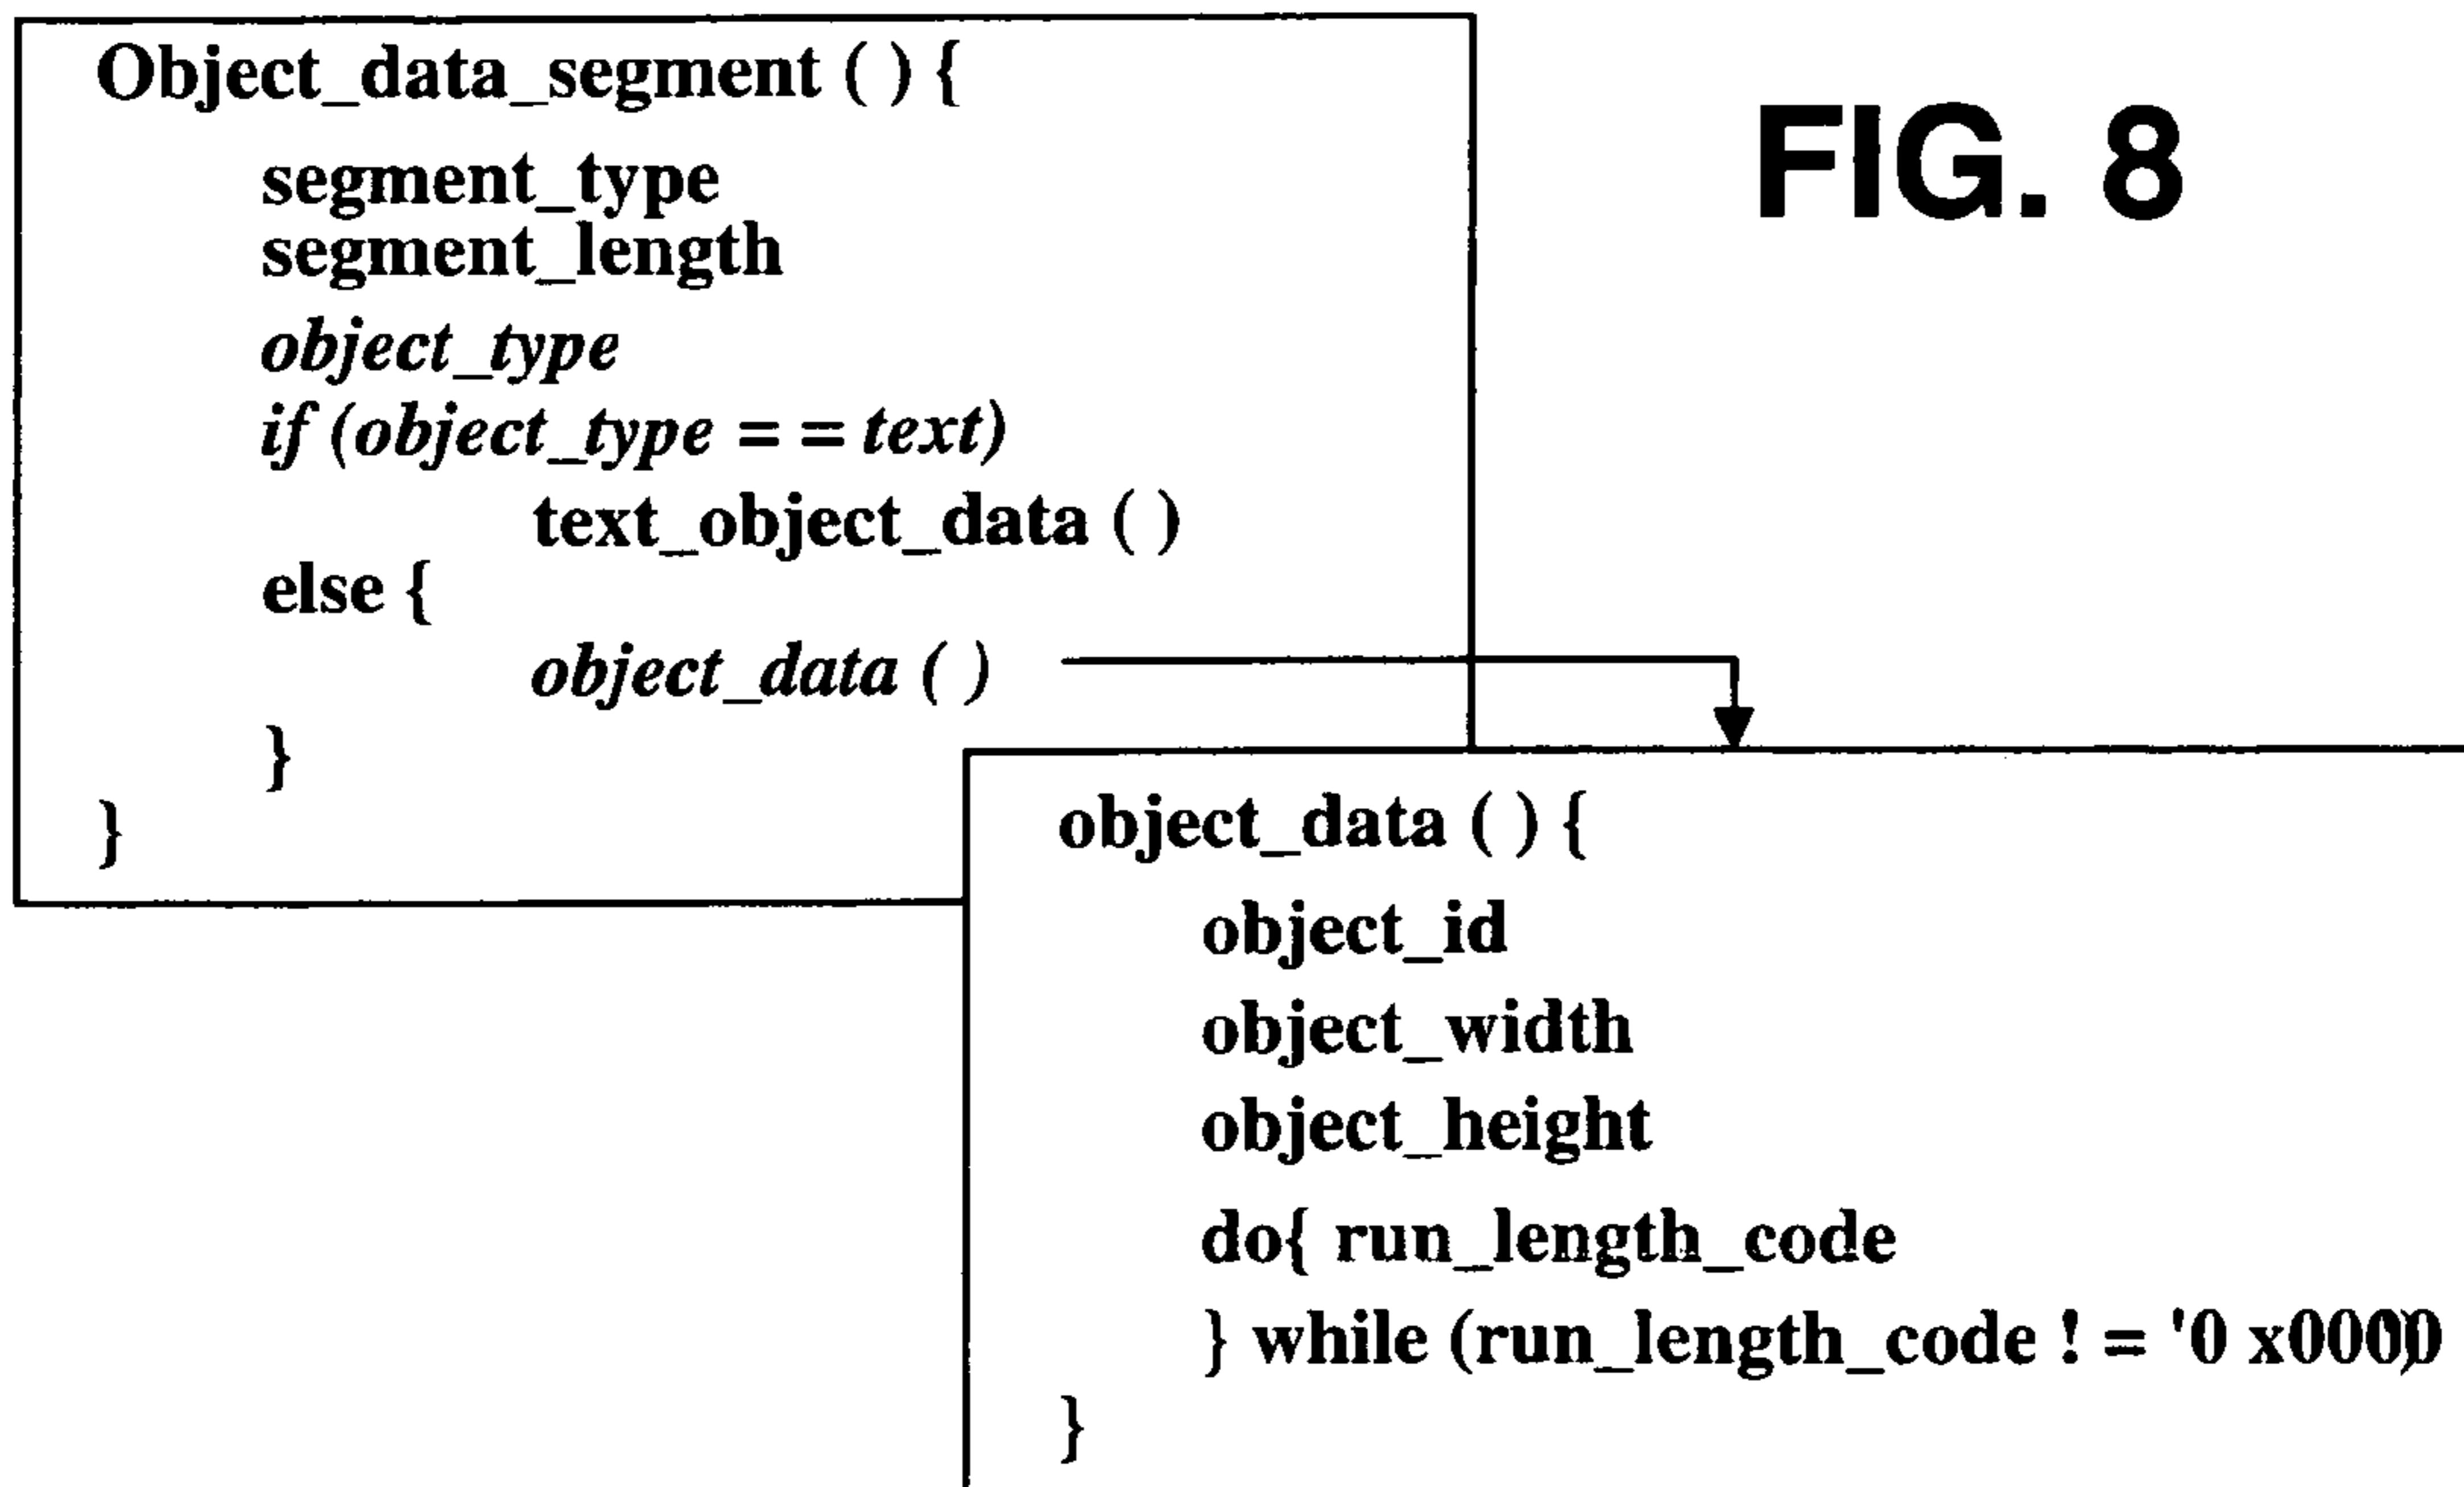 Object_data_segment ( ) {
FIG. 8
segment_type
segment_length
object_type
if (object_type = = text)
text_object_data ( )
else {
object_data ( )
}
}
object_data ( ) {
object_id
object_width
object_height
do{ run_length_code
} while (run_length_code ! = '0 x0000)
}